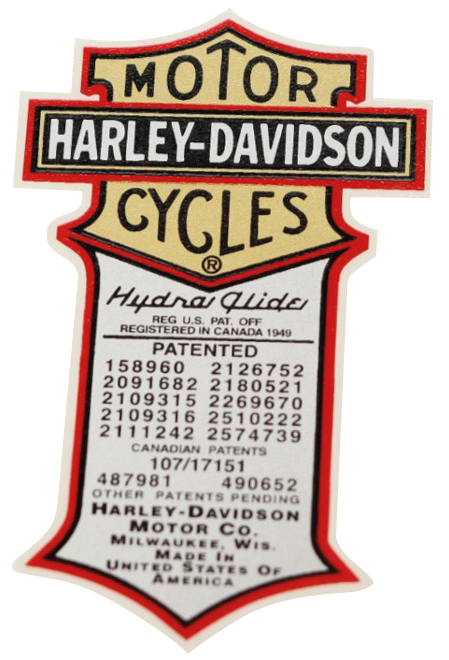 MOTOR
HARLEY-DAVIDSON
CYCLES
®
Hydra Glide
REG U.S. PAT. OFF
REGISTERED IN CANADA 1949
PATENTED
158960 2126752
2091682 2180521
2109315 2269670
2109316 2510222
2111242 2574739
CANADIAN PATENTS
107/17151
487981 490652
OTHER PATENTS PENDING
HARLEY-DAVIDSON
MOTOR CO.
MILWAUKEE, WIS.
MADE IN
UNITED STATES OF
AMERICA